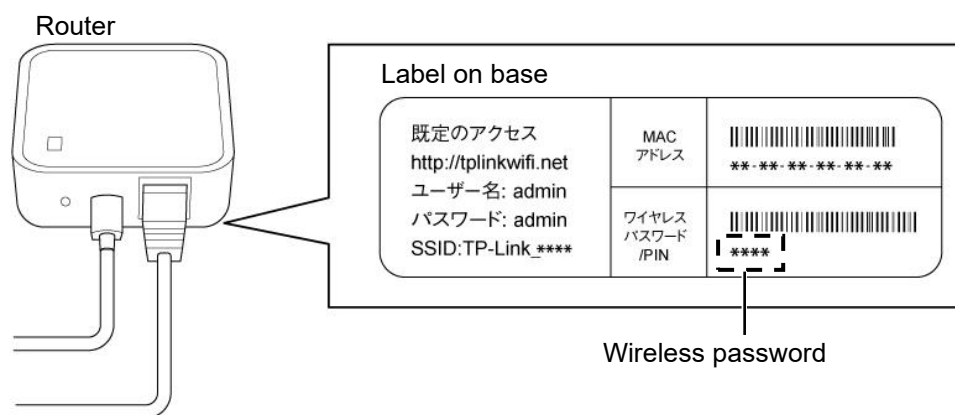 Router
Label on base
既定のアクセス
http://tplinkwifi.net
ユーザー名: admin
パスワード: admin
SSID:TP-Link_****
MAC
アドレス
**-**-**-**-**-**
ワイヤレス
パスワード
/PIN
****
Wireless password